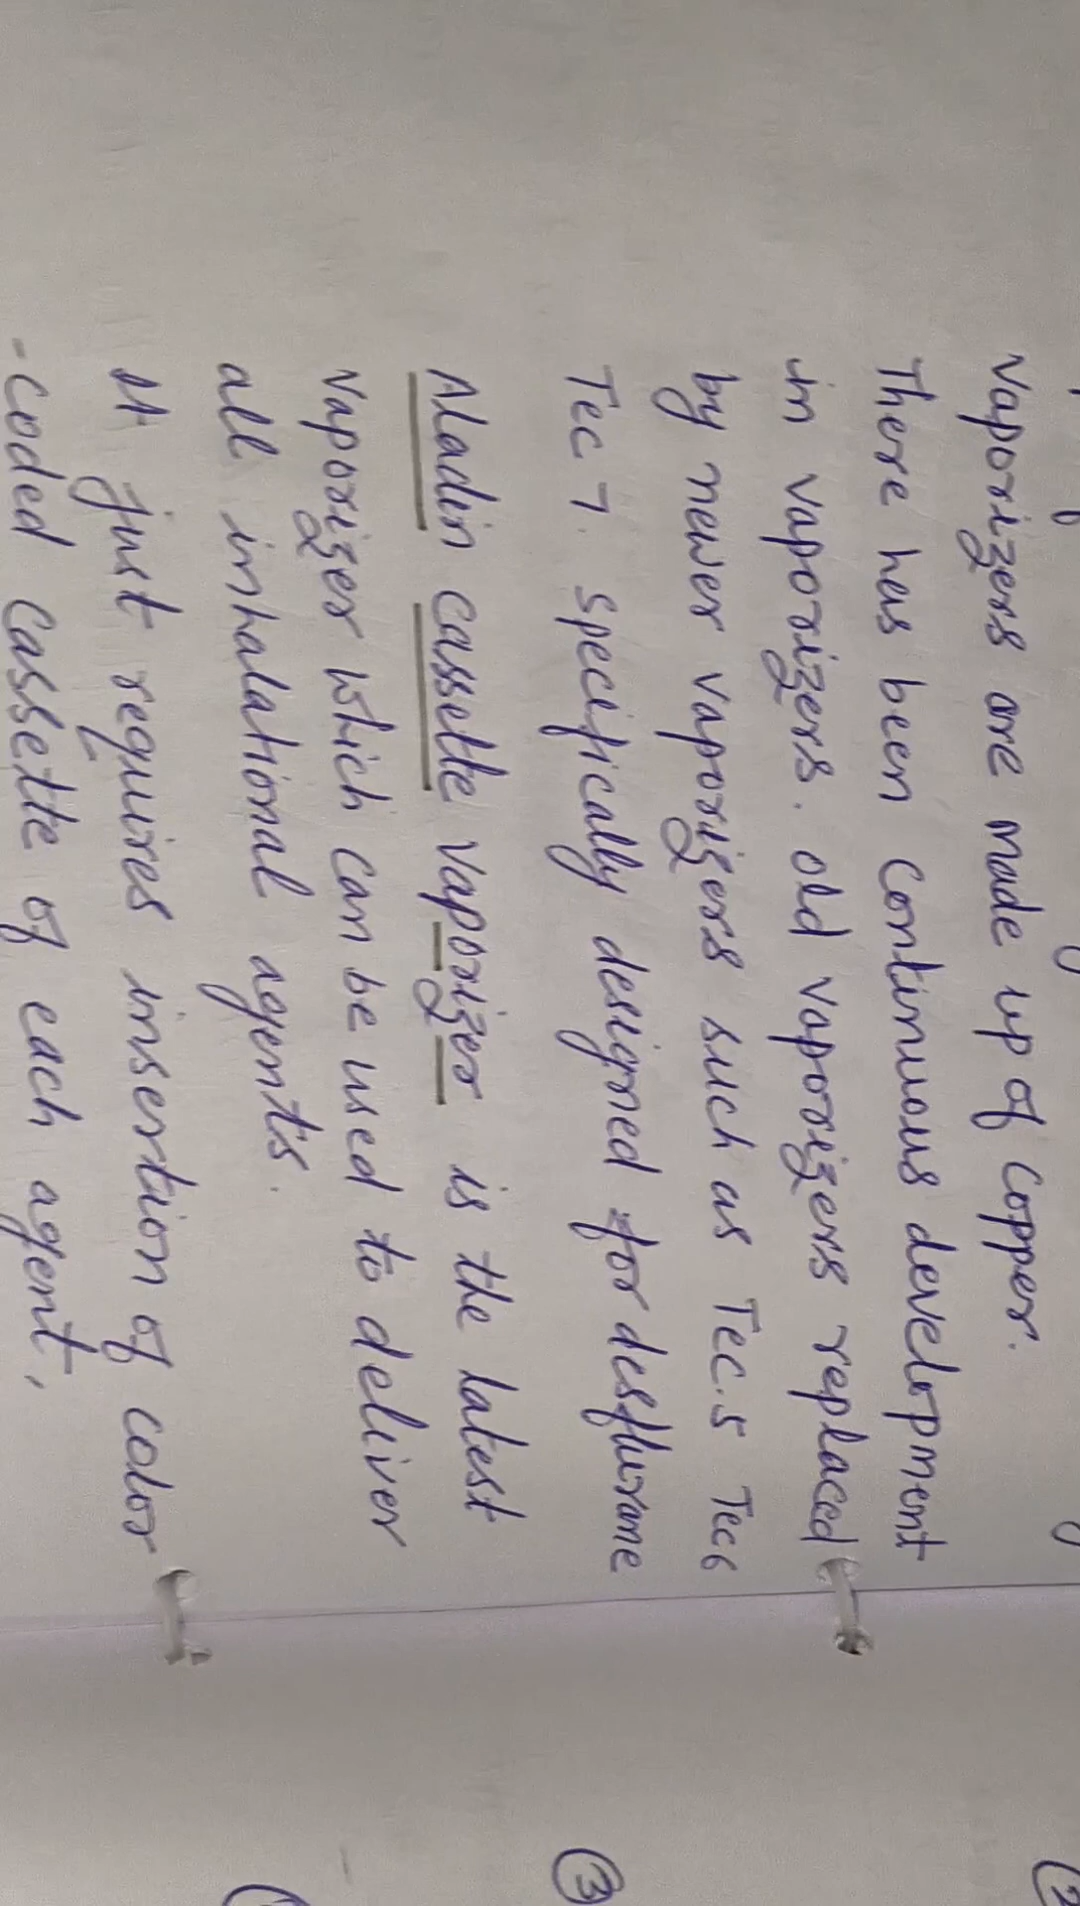 Vaporizers are made up of Copper.
There has been Continuous development
in vaporizers. old vaporizers replaced
by newer vaporizers such as Tec.5 Tec6
Tec 7. specifically designed for desflurane
Aladin Cassette Vaporizer is the latest
vaporizer which can be used to deliver
all inhalational agents.
It just requires insertion of color
-coded Cassette of each agent,
3